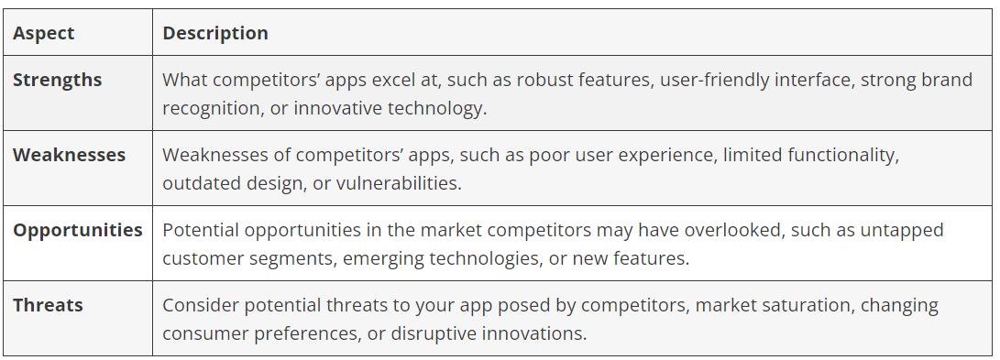 Aspect Description
Strengths What competitors’ apps excel at, such as robust features, user-friendly interface, strong brand
recognition, or innovative technology.
Weaknesses Weaknesses of competitors’ apps, such as poor user experience, limited functionality,
outdated design, or vulnerabilities.
Opportunities Potential opportunities in the market competitors may have overlooked, such as untapped
customer segments, emerging technologies, or new features.
Threats Consider potential threats to your app posed by competitors, market saturation, changing
consumer preferences, or disruptive innovations.